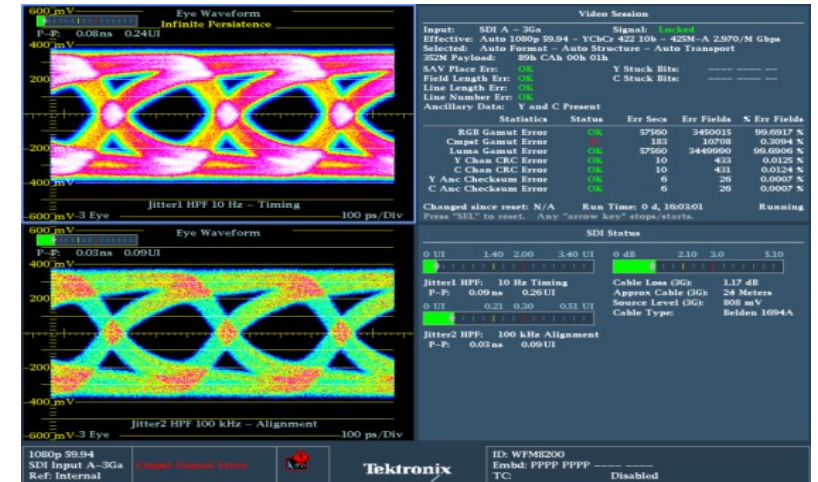 600 mV
Eye Waveform
Infinite Persistence
P-P: 0.08 ns 0.24 UI
400 mV
200
-200
-400 mV
Jitter1 HPF 10 Hz – Timing
-600 mV-3 Eye
100 ps/Div
Video Session
Input: SDI A – 3Ga Signal: Locked
Effective: Auto 1080p 59.94 – YCbCr 422 10b – 425M-A 2.970/M Gbps
Selected: Auto Format – Auto Structure – Auto Transport
352M Payload: 89h CAh 00h 01h
SAV Place Err: OK Y Stuck Bits: ---- ---- --
Field Length Err: OK C Stuck Bits: ---- ---- --
Line Length Err: OK
Line Number Err: OK
Ancillary Data: Y and C Present
Statistics Status Err Secs Err Fields % Err Fields
RGB Gamut Error OK 57560 3450015 99.6917 %
Cmpst Gamut Error 183 10708 0.3094 %
Luma Gamut Error OK 57560 3449990 99.6906 %
Y Chan CRC Error OK 10 433 0.0125 %
C Chan CRC Error OK 10 431 0.0124 %
Y Anc Checksum Error OK 6 26 0.0007 %
C Anc Checksum Error OK 6 26 0.0007 %
Changed since reset: N/A Run Time: 0 d, 16:03:01 Running
Press "SEL" to reset. Any "arrow key" stops/starts.
600 mV
Eye Waveform
P-P: 0.03 ns 0.09 UI
400 mV
200
-200
-400 mV
Jitter2 HPF 100 kHz – Alignment
-600 mV-3 Eye
100 ps/Div
SDI Status
0 UI 1.40 2.00 3.40 UI
Jitter1 HPF: 10 Hz Timing
P-P: 0.09 ns 0.26 UI
0 UI 0.21 0.30 0.51 UI
Jitter2 HPF: 100 kHz Alignment
P-P: 0.03 ns 0.09 UI
0 dB 2.10 3.0 5.10
Cable Loss (3G): 1.17 dB
Approx Cable (3G): 24 Meters
Source Level (3G): 808 mV
Cable Type: Belden 1694A
1080p 59.94
SDI Input A-3Ga
Ref: Internal
Cmpst Gamut Error
Tektronix
ID: WFM8200
Embd: PPPP PPPP ---- ----
TC: Disabled